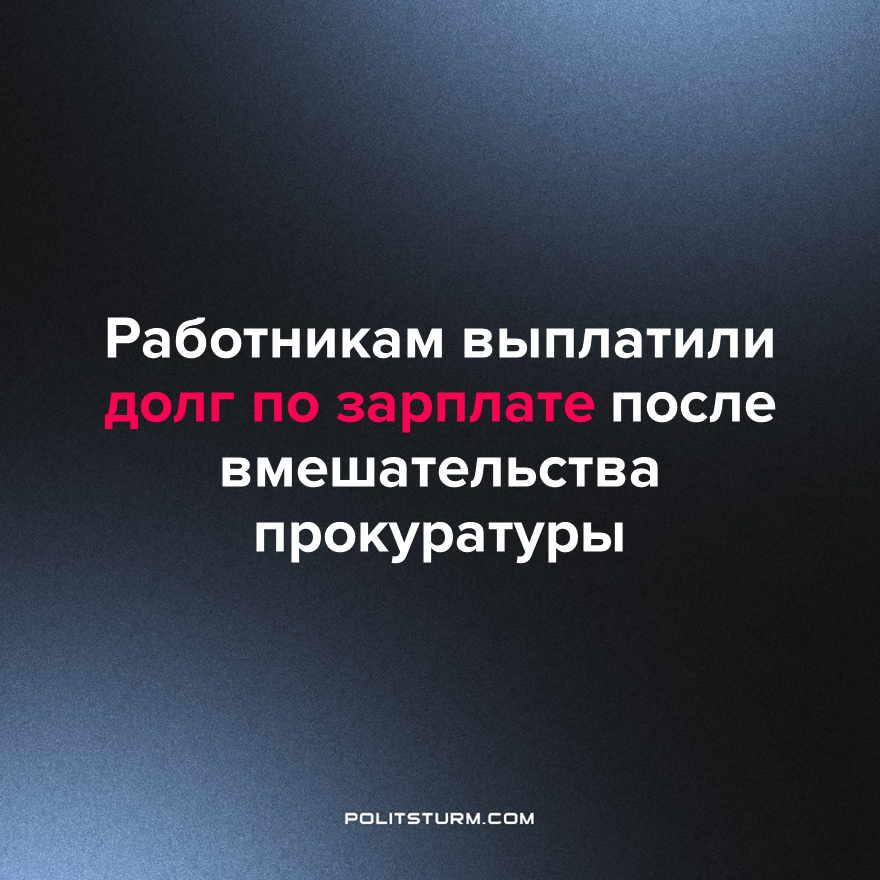 Работникам выплатили
долг по зарплате после
вмешательства
прокуратуры
POLITSTURM.COM